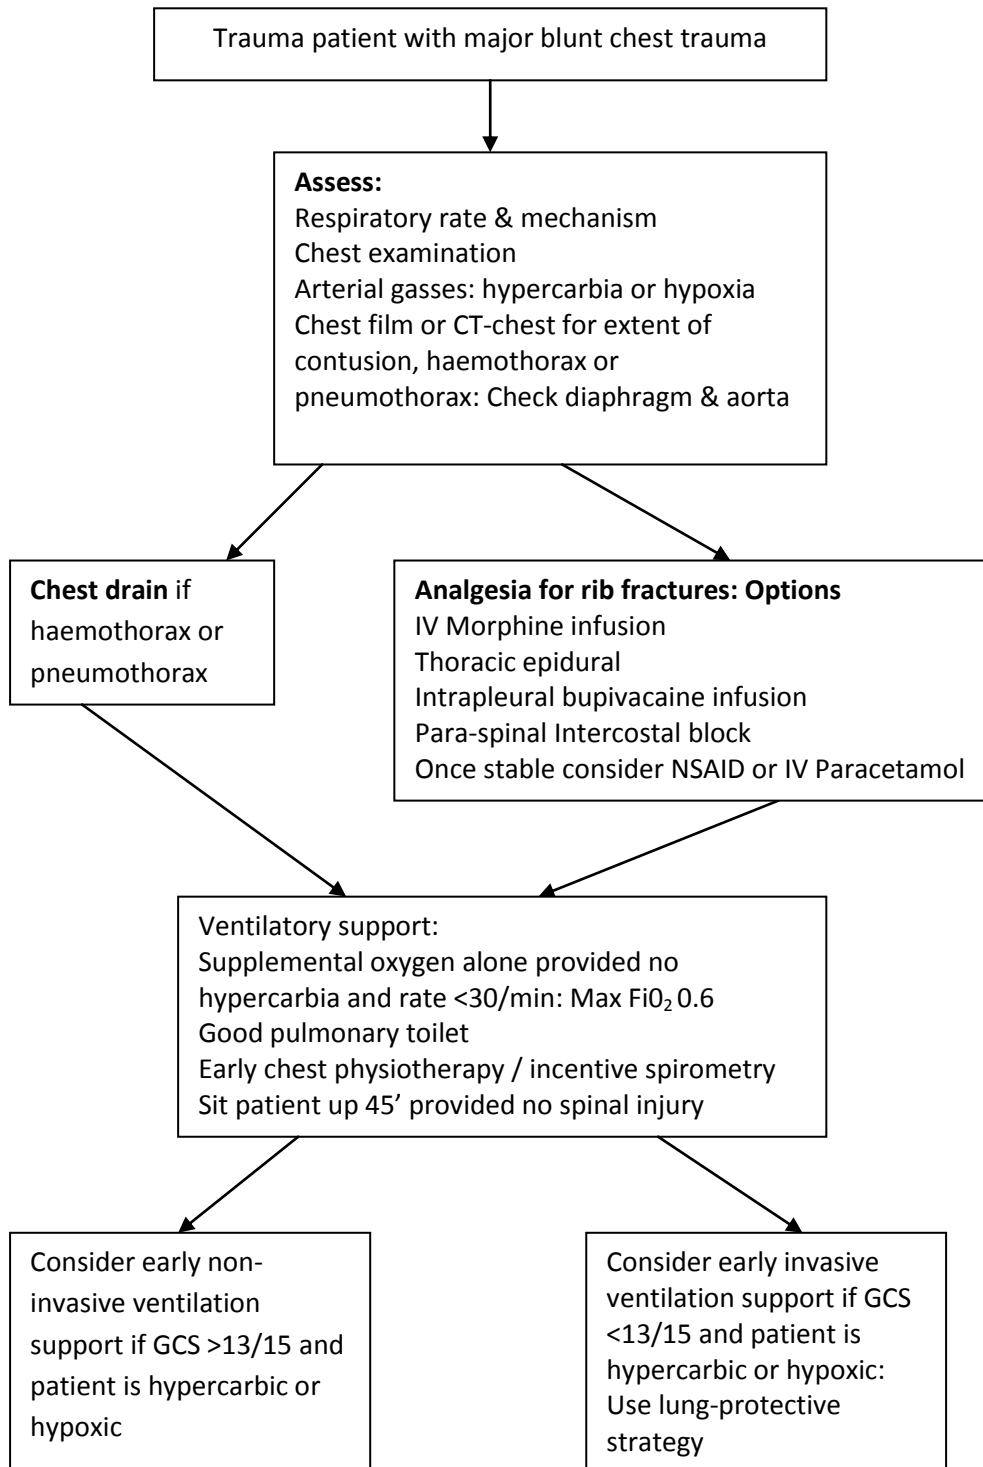 Trauma patient with major blunt chest trauma
Assess:
Respiratory rate & mechanism
Chest examination
Arterial gasses: hypercarbia or hypoxia
Chest film or CT-chest for extent of
contusion, haemothorax or
pneumothorax: Check diaphragm & aorta
Chest drain if
haemothorax or
pneumothorax
Analgesia for rib fractures: Options
IV Morphine infusion
Thoracic epidural
Intrapleural bupivacaine infusion
Para-spinal Intercostal block
Once stable consider NSAID or IV Paracetamol
Ventilatory support:
Supplemental oxygen alone provided no
hypercarbia and rate <30/min: Max Fi0₂ 0.6
Good pulmonary toilet
Early chest physiotherapy / incentive spirometry
Sit patient up 45' provided no spinal injury
Consider early non-
invasive ventilation
support if GCS >13/15 and
patient is hypercarbic or
hypoxic
Consider early invasive
ventilation support if GCS
<13/15 and patient is
hypercarbic or hypoxic:
Use lung-protective
strategy